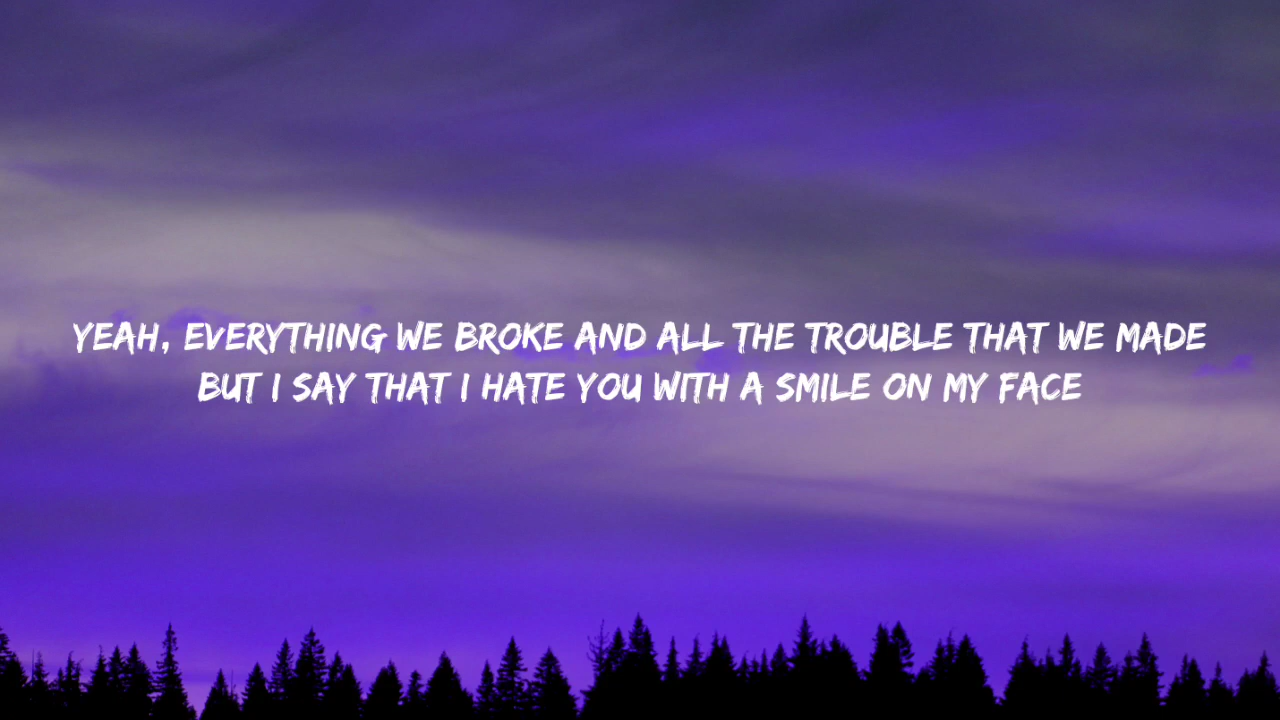 YEAH, EVERYTHING WE BROKE AND ALL THE TROUBLE THAT WE MADE
BUT I SAY THAT I HATE YOU WITH A SMILE ON MY FACE